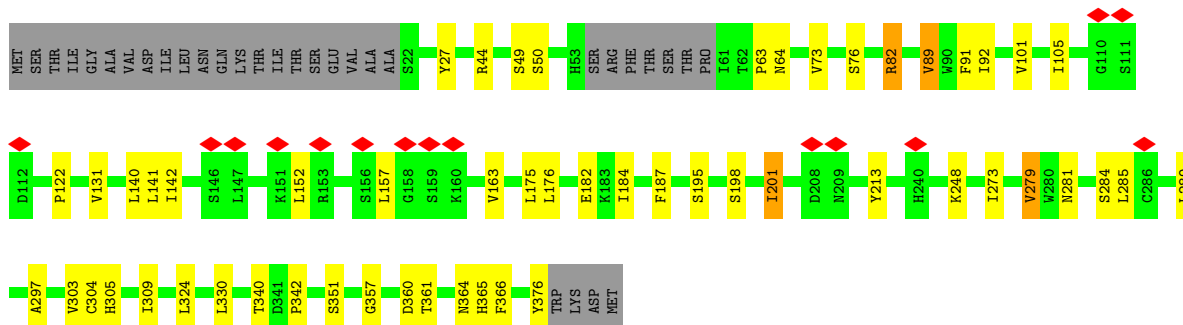 MET SER THR ILE GLY ALA VAL ASP ILE LEU ASN GLN LYS THR ILE THR SER GLU VAL ALA ALA S22 Y27 R44 S49 S50 H53 SER ARG PHE THR SER THR PRO I61 T62 P63 N64 V73 S76 R82 V89 W90 F91 I92 V101 I105 G110 S111
D112 P122 V131 L140 L141 I142 S146 L147 K151 L152 R153 S156 L157 G158 S159 K160 V163 L175 L176 E182 K183 I184 F187 S195 S198 I201 D208 N209 Y213 H240 K248 I273 V279 W280 N281 S284 L285 C286
A297 V303 C304 H305 I309 L324 L330 T340 D341 P342 S351 G357 D360 T361 N364 H365 F366 Y376 TRP LYS ASP MET